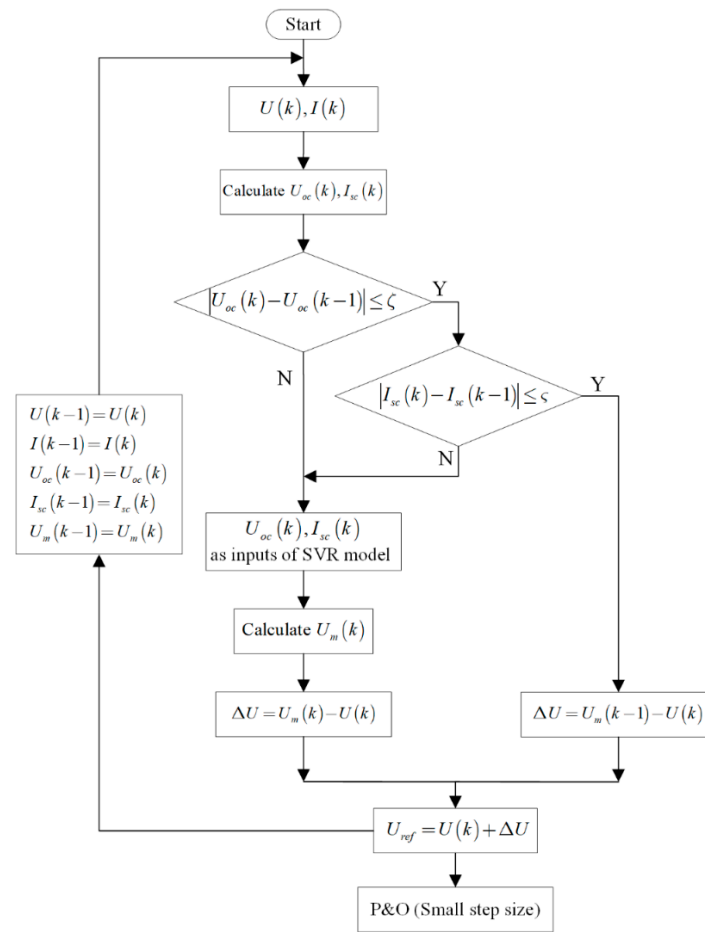 Start
U(k), I(k)
Calculate U_oc(k), I_sc(k)
|U_oc(k)−U_oc(k−1)| ≤ ζ
Y
N
|I_sc(k)−I_sc(k−1)| ≤ ς
Y
N
U(k−1)=U(k)
I(k−1)=I(k)
U_oc(k−1)=U_oc(k)
I_sc(k−1)=I_sc(k)
U_m(k−1)=U_m(k)
U_oc(k), I_sc(k)
as inputs of SVR model
Calculate U_m(k)
ΔU=U_m(k)−U(k)
ΔU=U_m(k−1)−U(k)
U_ref=U(k)+ΔU
P&O (Small step size)